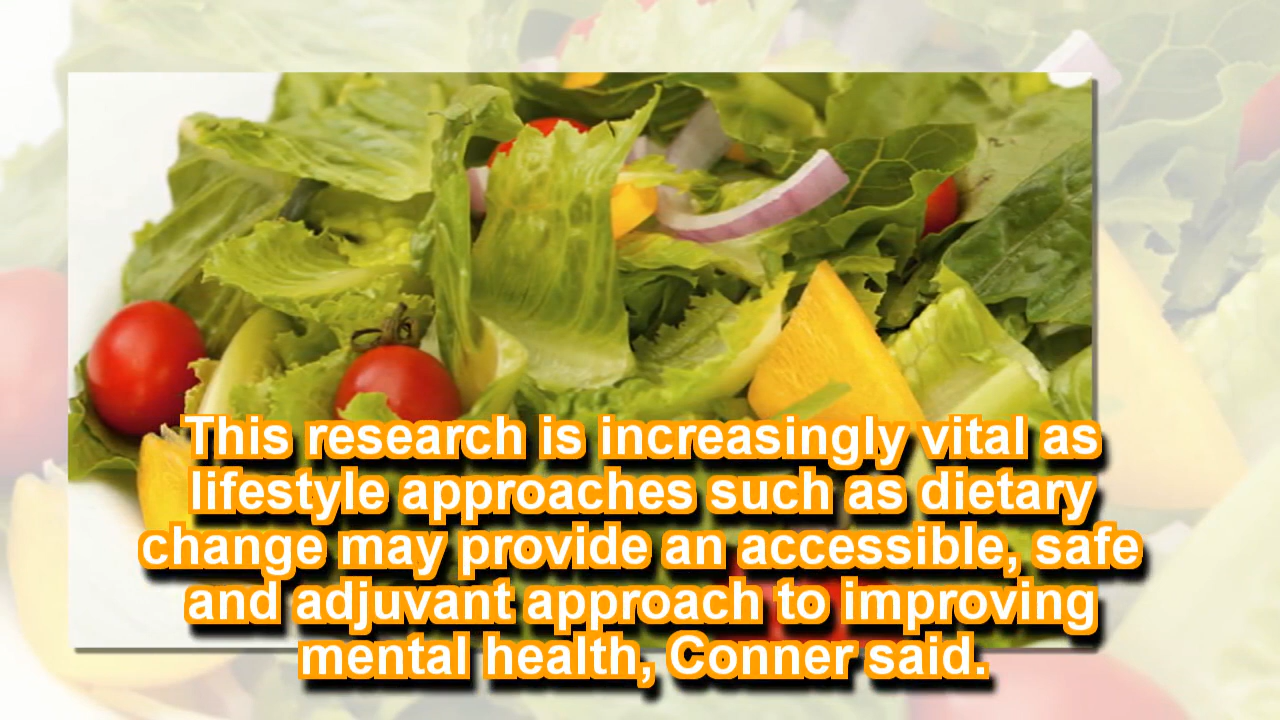 This research is increasingly vital as
lifestyle approaches such as dietary
change may provide an accessible, safe
and adjuvant approach to improving
mental health, Conner said.